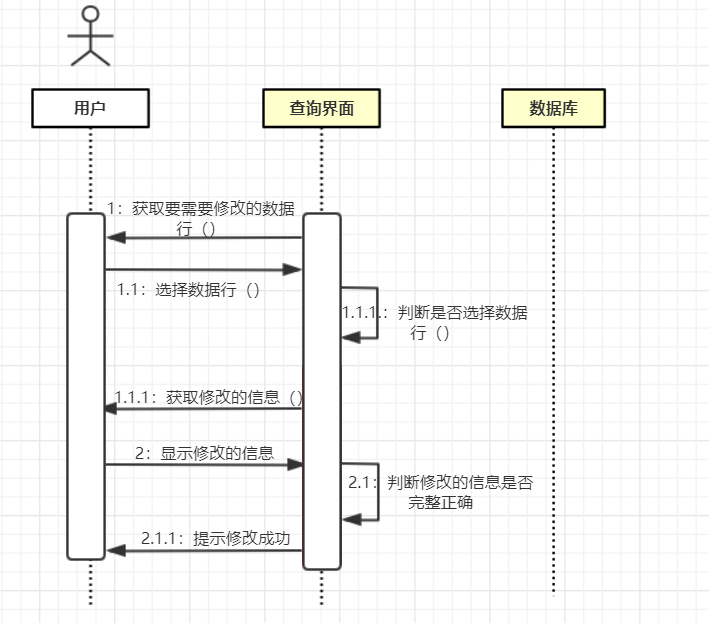 用户
查询界面
数据库
1：获取要需要修改的数据
行（）
1.1：选择数据行（）
1.1.1.：判断是否选择数据
行（）
1.1.1：获取修改的信息（）
2：显示修改的信息
2.1：判断修改的信息是否
完整正确
2.1.1：提示修改成功